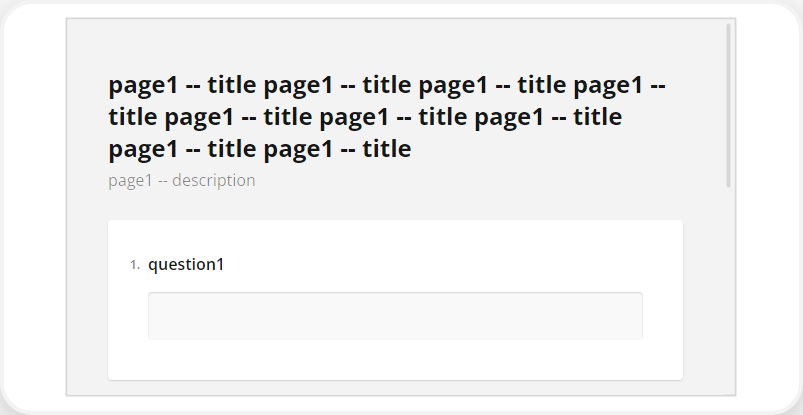 page1 -- title page1 -- title page1 -- title page1 --
title page1 -- title page1 -- title page1 -- title
page1 -- title page1 -- title
page1 -- description
1. question1